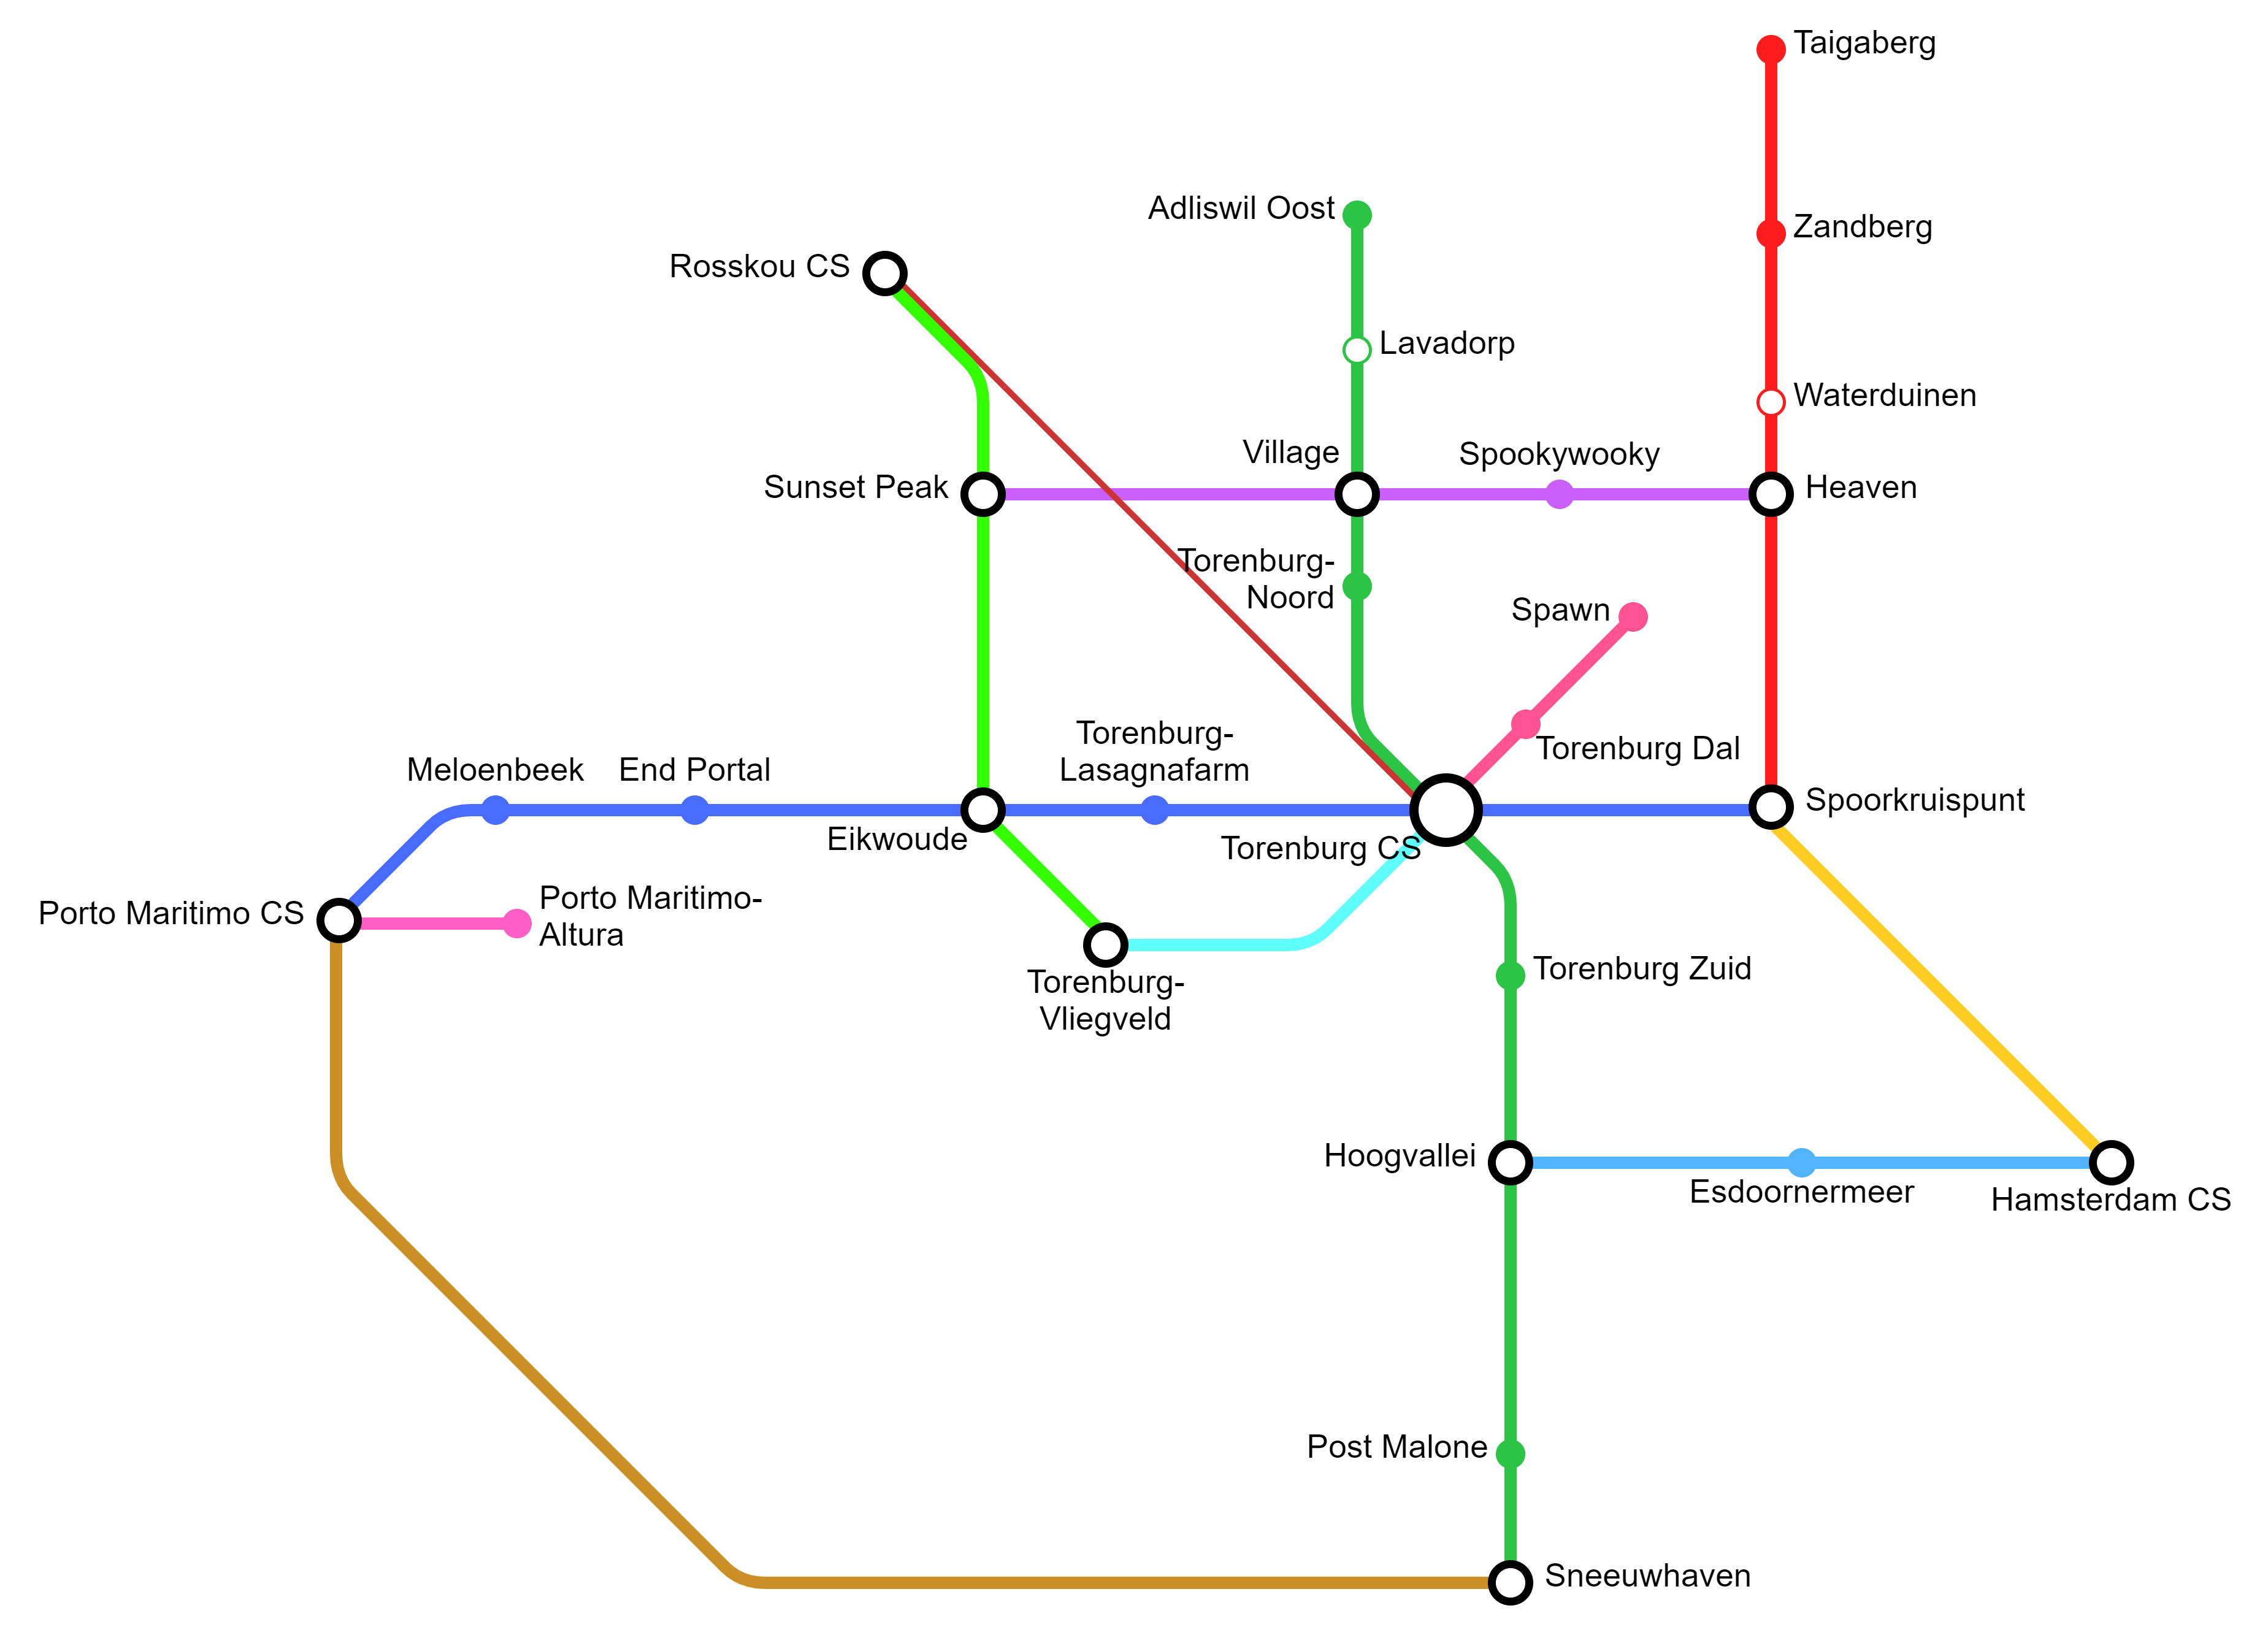 Taigaberg
Adliswil Oost
Zandberg
Rosskou CS
Lavadorp
Waterduinen
Village
Spookywooky
Sunset Peak
Heaven
Torenburg-
Noord
Spawn
Torenburg-
Lasagnafarm
Torenburg Dal
Meloenbeek
End Portal
Spoorkruispunt
Eikwoude
Torenburg CS
Porto Maritimo CS
Porto Maritimo-
Altura
Torenburg-
Vliegveld
Torenburg Zuid
Hoogvallei
Esdoornermeer
Hamsterdam CS
Post Malone
Sneeuwhaven